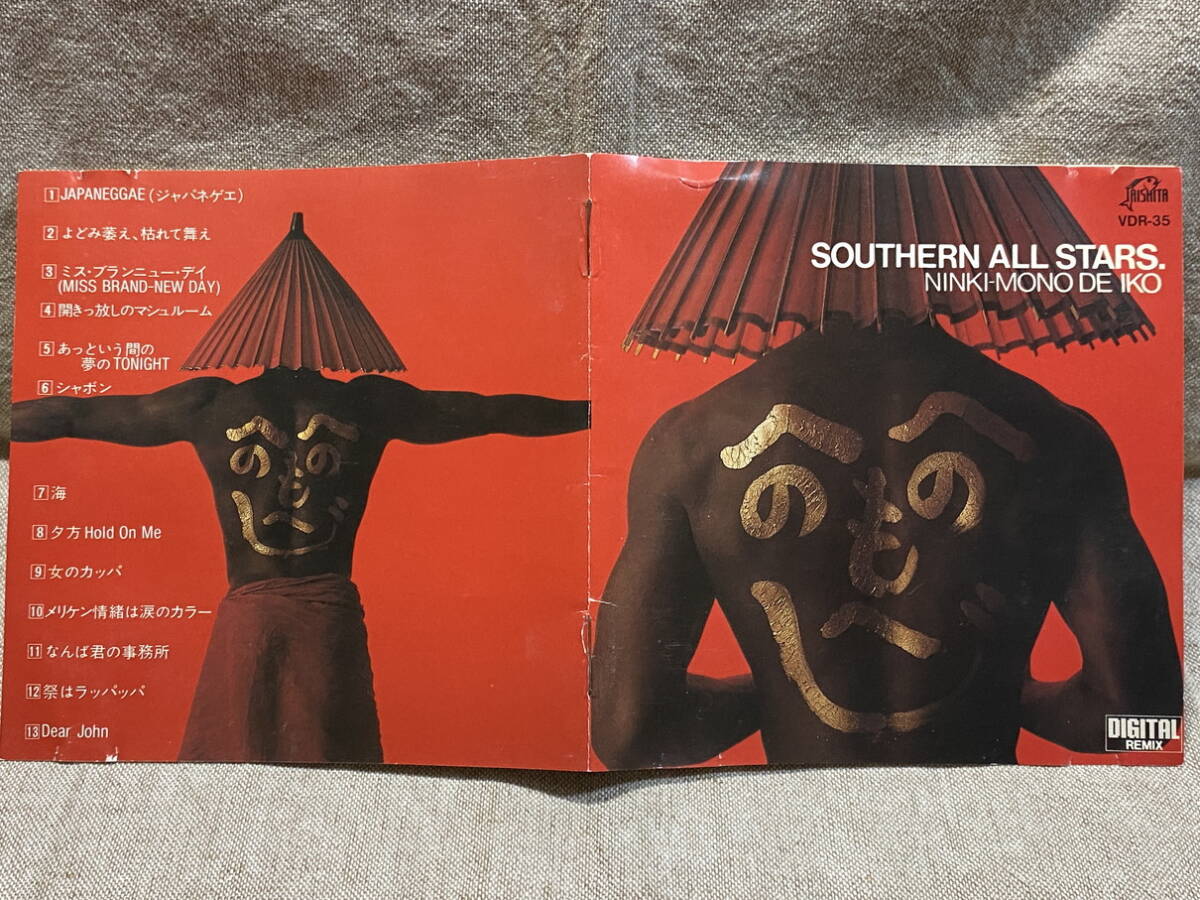 1 JAPANEGGAE (ジャパネゲエ)
2 よどみ萎え、枯れて舞え
3 ミス・ブランニュー・デイ
(MISS BRAND-NEW DAY)
4 開きっ放しのマシュルーム
5 あっという間の
夢のTONIGHT
6 シャボン
7 海
8 夕方 Hold On Me
9 女のカッパ
10 メリケン情緒は涙のカラー
11 なんば君の事務所
12 祭はラッパッパ
13 Dear John
へへ
のの
も
へじ
TAISHITA
VDR-35
SOUTHERN ALL STARS.
NINKI-MONO DE IKO
へへ
のの
も
へじ
DIGITAL
REMIX